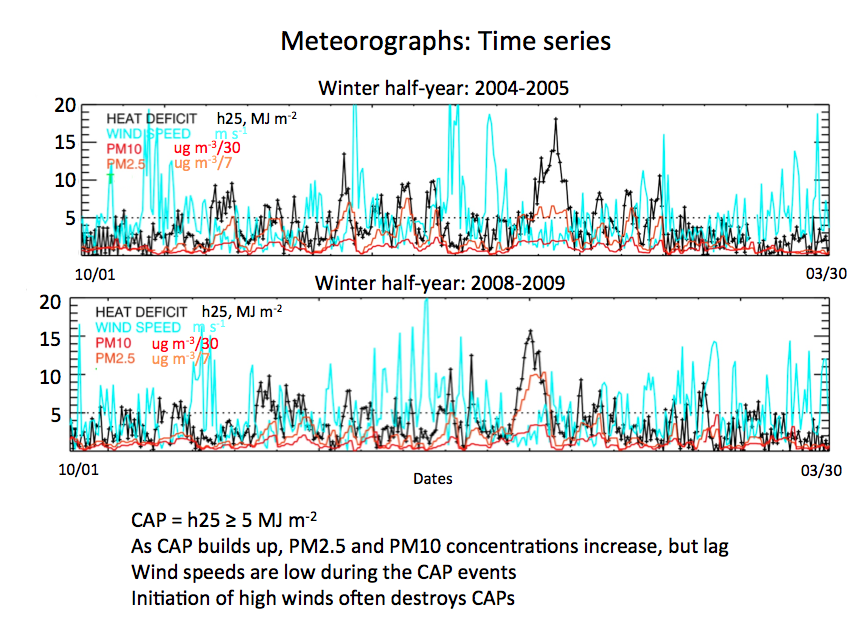 Meteorographs: Time series
Winter half-year: 2004-2005
20
15
10
5
HEAT DEFICIT h25, MJ m-2
WIND SPEED m s-1
PM10 ug m-3/30
PM2.5 ug m-3/7
T
10/01
03/30
Winter half-year: 2008-2009
20
15
10
5
HEAT DEFICIT h25, MJ m-2
WIND SPEED m s-1
PM10 ug m-3/30
PM2.5 ug m-3/7
10/01
03/30
Dates
CAP = h25 ≥ 5 MJ m-2
As CAP builds up, PM2.5 and PM10 concentrations increase, but lag
Wind speeds are low during the CAP events
Initiation of high winds often destroys CAPs